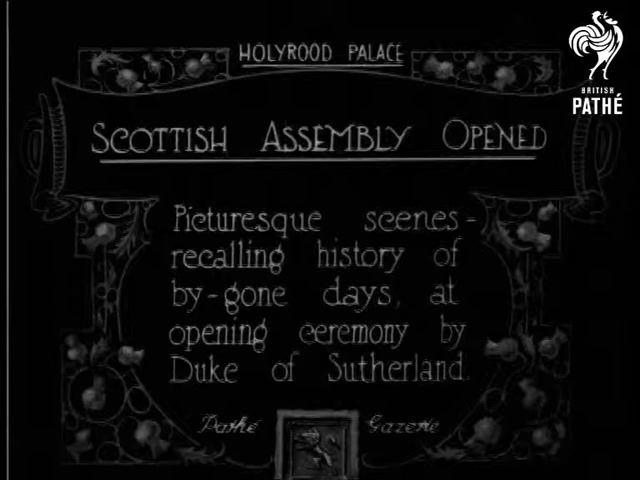 HOLYROOD PALACE
BRITISH
PATHÉ
SCOTTISH ASSEMBLY OPENED
Picturesque scenes -
recalling history of
by-gone days, at
opening ceremony by
Duke of Sutherland.
Pathé Gazette